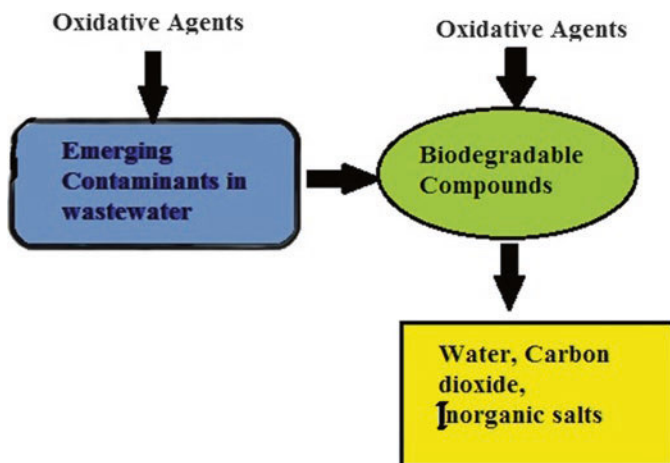 Oxidative Agents
Oxidative Agents
Emerging
Contaminants in
wastewater
Biodegradable
Compounds
Water, Carbon
dioxide,
Inorganic salts